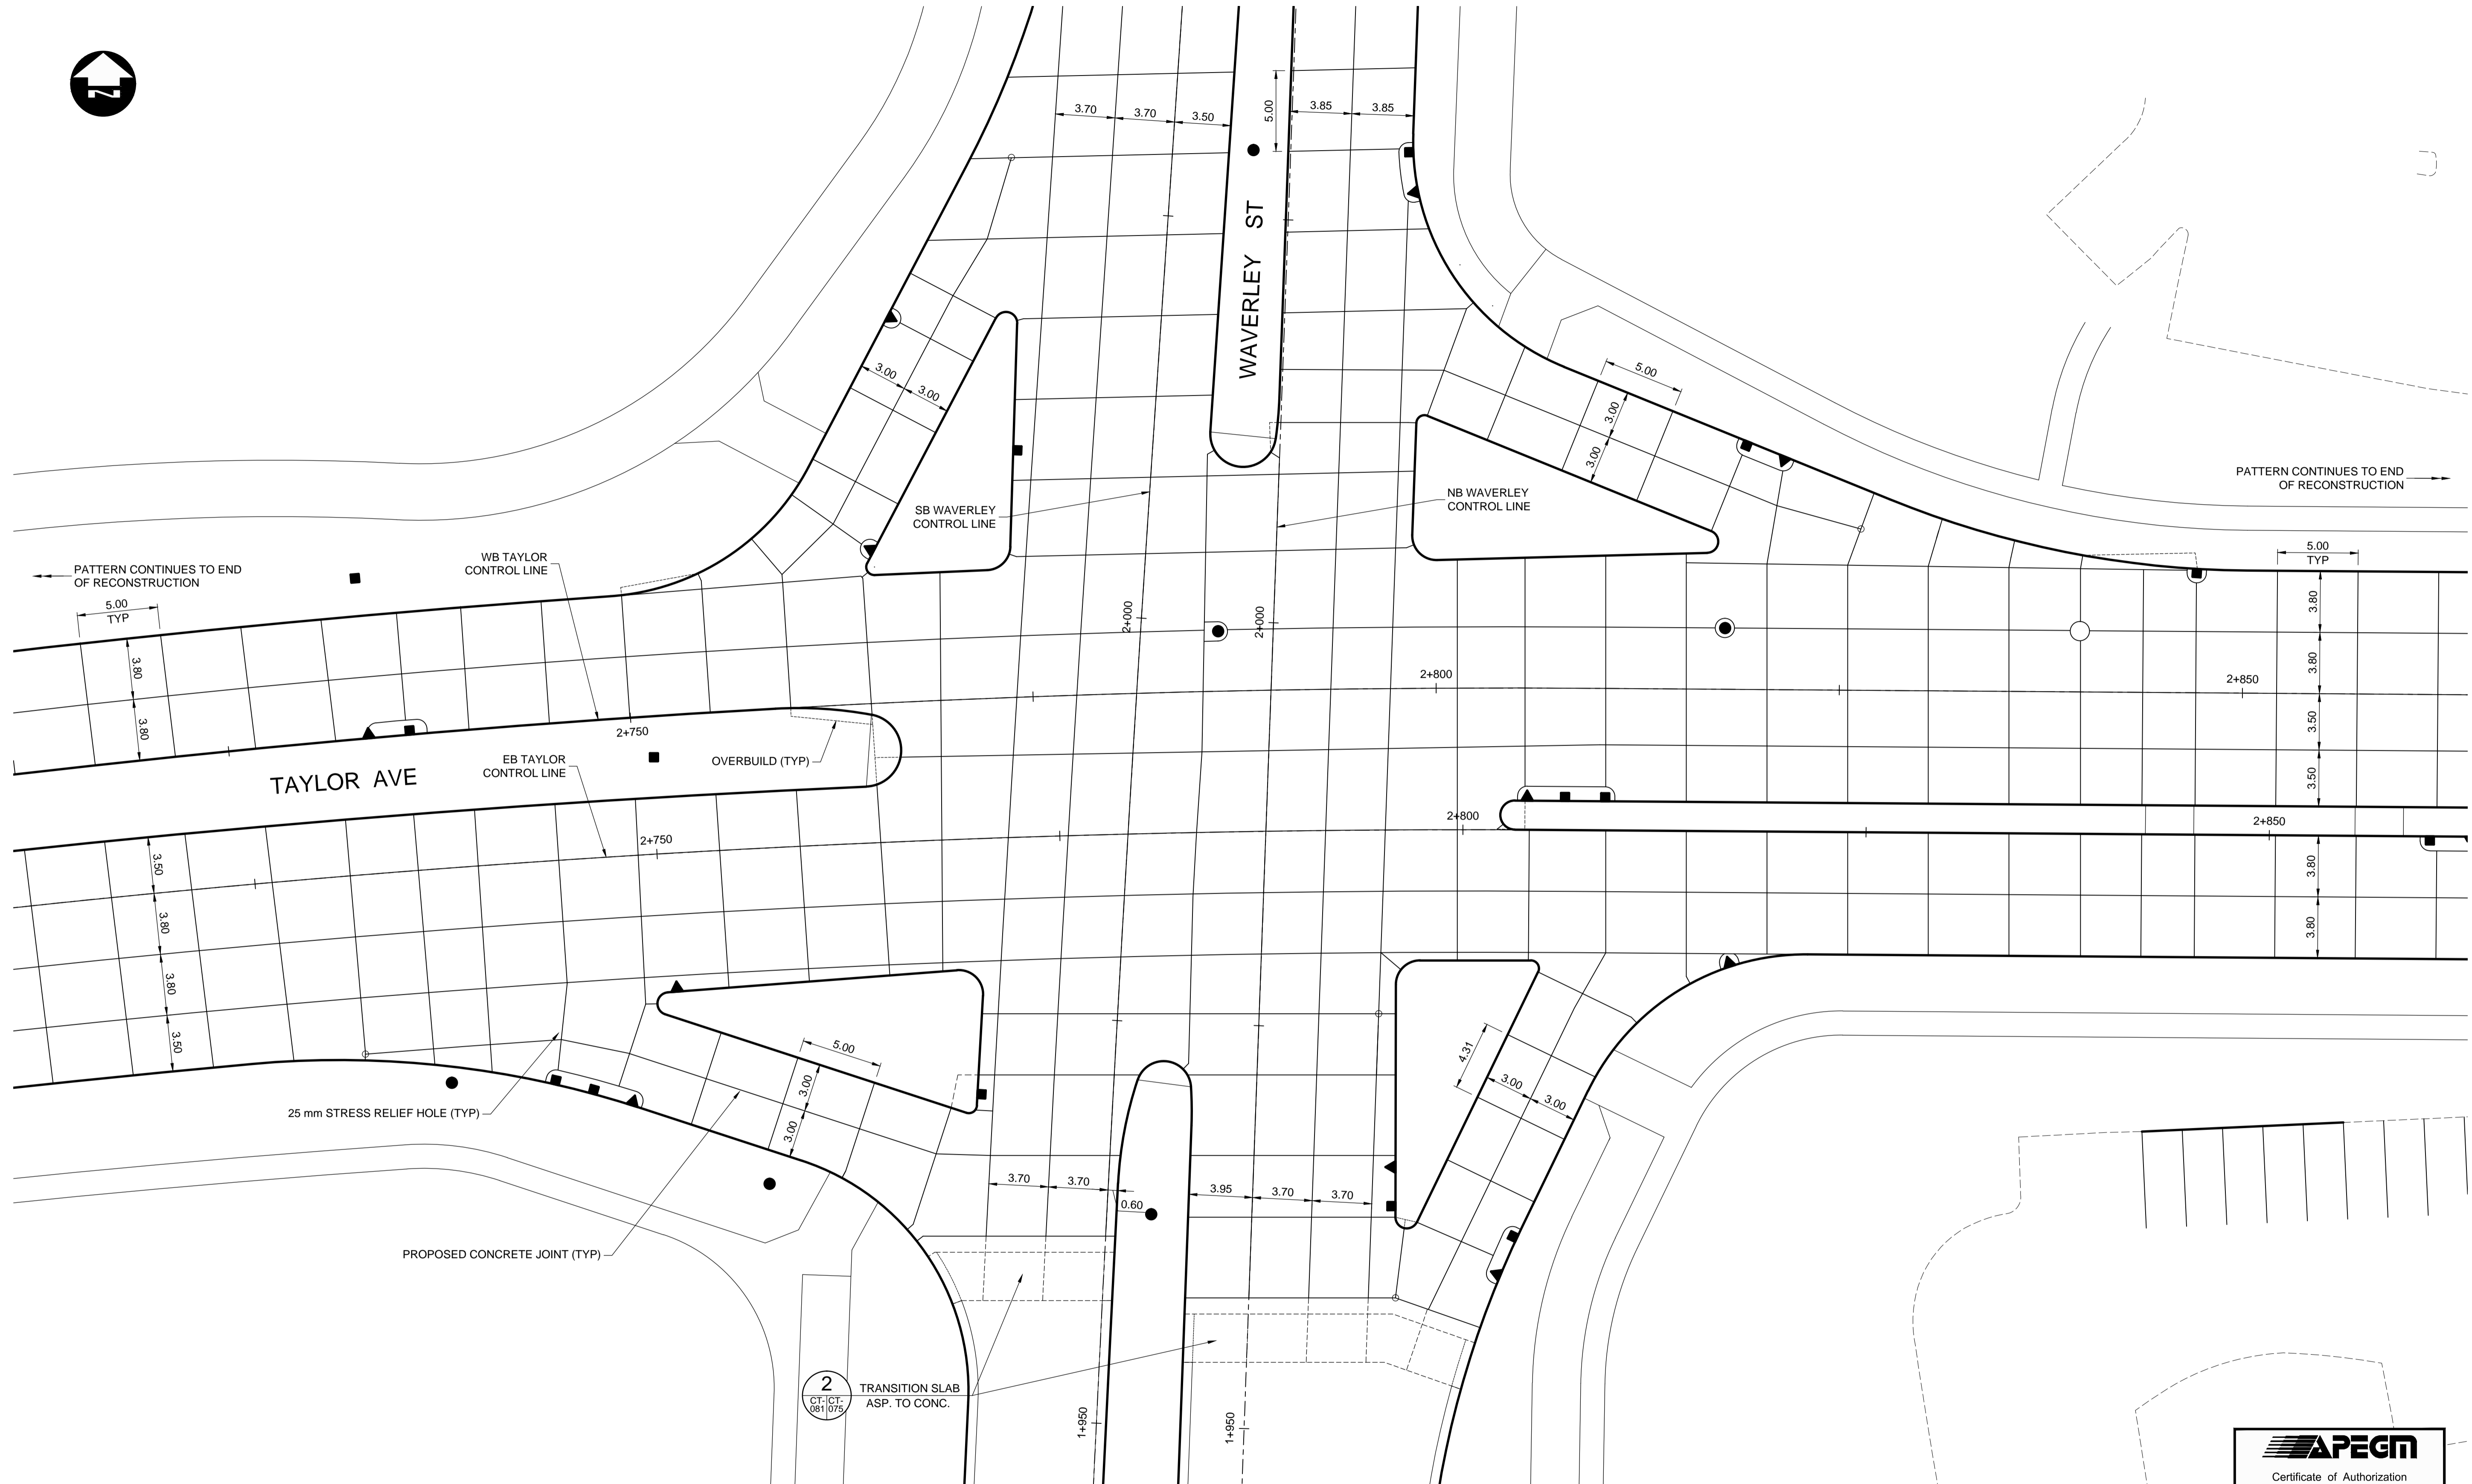 N
3.70
3.70
3.50
5.00
3.85
3.85
WAVERLEY ST
3.00
3.00
5.00
3.00
3.00
SB WAVERLEY
CONTROL LINE
NB WAVERLEY
CONTROL LINE
PATTERN CONTINUES TO END
OF RECONSTRUCTION
PATTERN CONTINUES TO END
OF RECONSTRUCTION
WB TAYLOR
CONTROL LINE
5.00
TYP
5.00
TYP
3.80
3.80
2+000
2+000
3.80
3.80
3.50
3.50
2+800
2+850
2+750
OVERBUILD (TYP)
EB TAYLOR
CONTROL LINE
TAYLOR AVE
2+750
2+800
2+850
3.50
3.80
3.80
3.50
3.80
3.80
5.00
3.00
3.00
4.31
3.00
3.00
25 mm STRESS RELIEF HOLE (TYP)
3.70
3.70
0.60
3.95
3.70
3.70
PROPOSED CONCRETE JOINT (TYP)
2
CT-
081
CT-
075
TRANSITION SLAB
ASP. TO CONC.
1+950
1+950
APEGM
Certificate of Authorization